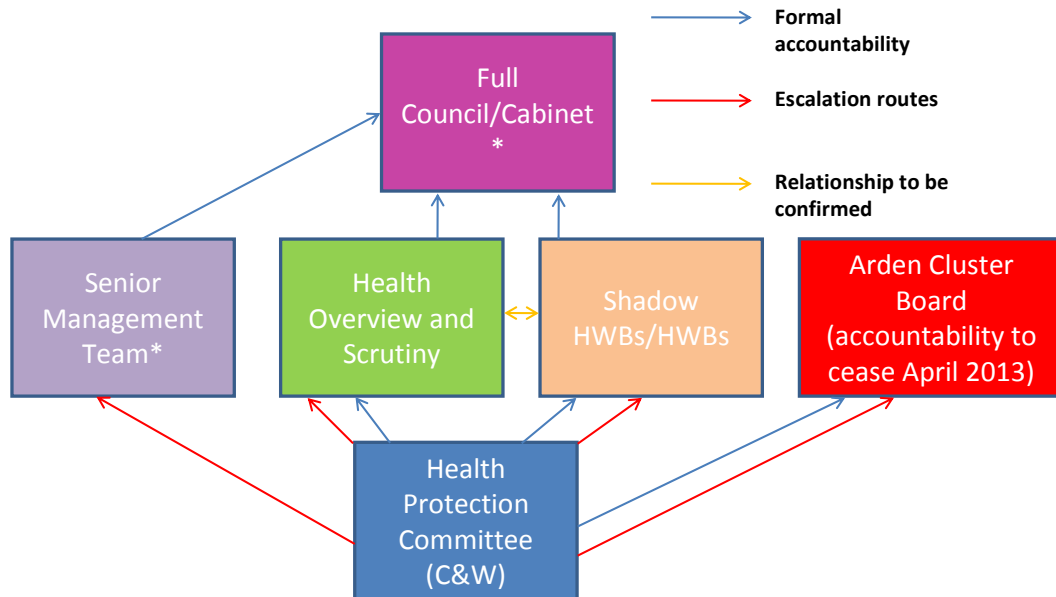 Formal
accountability
Full
Council/Cabinet
*
Escalation routes
Relationship to be
confirmed
Senior
Management
Team*
Health
Overview and
Scrutiny
Shadow
HWBs/HWBs
Arden Cluster
Board
(accountability to
cease April 2013)
Health
Protection
Committee
(C&W)